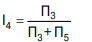 I₄ = П₃ / (П₃+П₅)